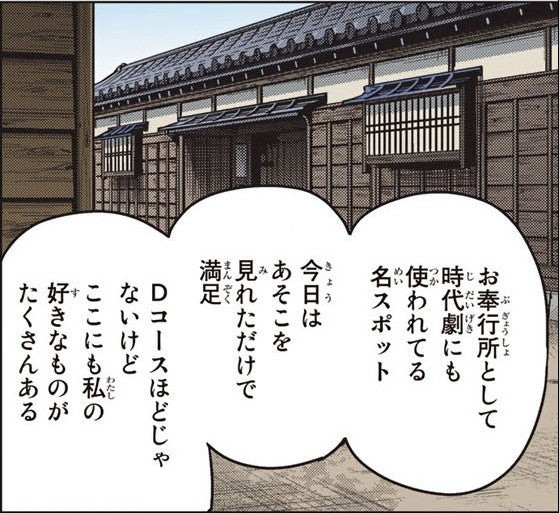 お奉行所として
時代劇にも
使われてる
名スポット
今日は
あそこを
見れただけで
満足
Dコースほどじゃ
ないけど
ここにも私の
好きなものが
たくさんある